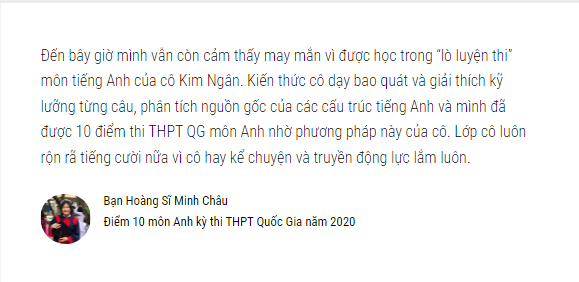 Đến bây giờ mình vẫn còn cảm thấy may mắn vì được học trong “lò luyện thi”
môn tiếng Anh của cô Kim Ngân. Kiến thức cô dạy bao quát và giải thích kỹ
lưỡng từng câu, phân tích nguồn gốc của các cấu trúc tiếng Anh và mình đã
được 10 điểm thi THPT QG môn Anh nhờ phương pháp này của cô. Lớp cô luôn
rộn rã tiếng cười nữa vì cô hay kể chuyện và truyền động lực lắm luôn.
Bạn Hoàng Sĩ Minh Châu
Điểm 10 môn Anh kỳ thi THPT Quốc Gia năm 2020